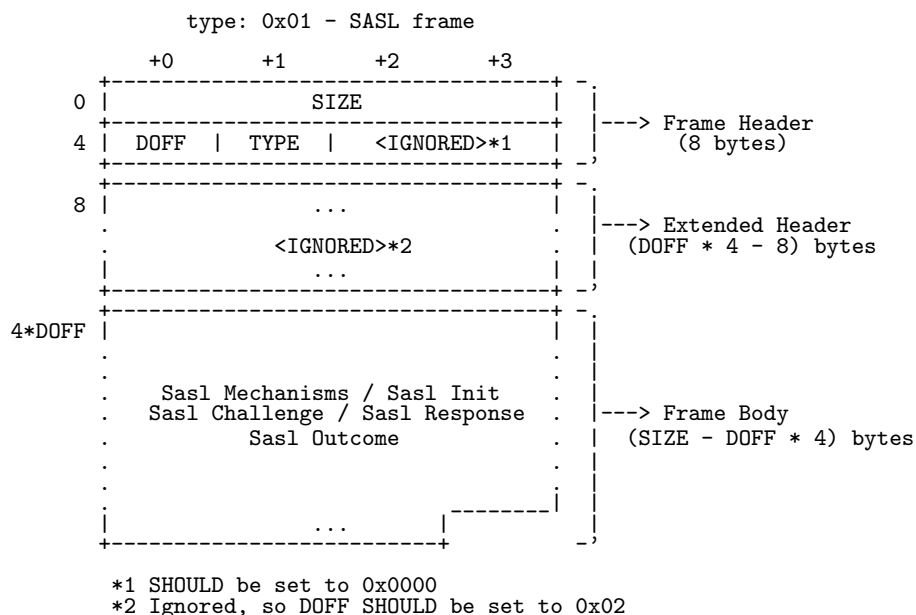 type: 0x01 - SASL frame
+0 +1 +2 +3
0 SIZE
4 DOFF | TYPE | <IGNORED>*1 ---> Frame Header
(8 bytes)
8 ...
<IGNORED>*2 ---> Extended Header
(DOFF * 4 - 8) bytes
...
4*DOFF
Sasl Mechanisms / Sasl Init
Sasl Challenge / Sasl Response ---> Frame Body
Sasl Outcome (SIZE - DOFF * 4) bytes
...
*1 SHOULD be set to 0x0000
*2 Ignored, so DOFF SHOULD be set to 0x02